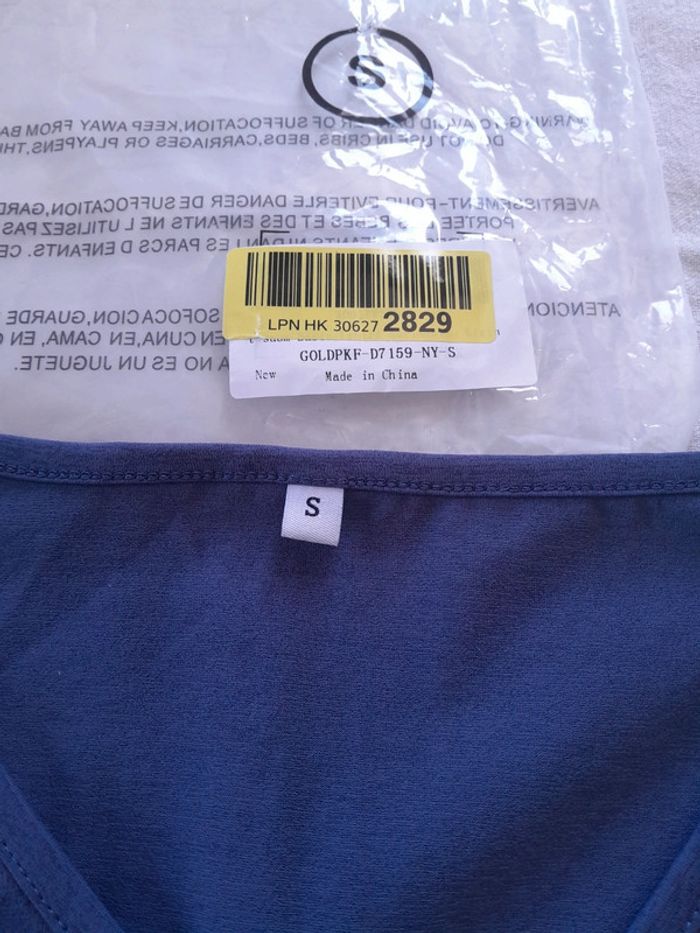 S
WARNING:TO AVOID DANGER OF SUFFOCATION,KEEP AWAY FROM BA
DO NOT USE IN CRIBS, BEDS,CARRIAGES OR PLAYPENS,TH
AVERTISSEMENT-POUR EVITERLE DANGER DE SUFFOCATION,GARD
PORTEE DES BEBES ET DES ENFANTS NE L UTILISEZ PAS
ENFANTS D PARCS ES CE.
ATENCION SOFOCA CION,GUARDE
EN CUNA,EN CAMA, EN
A NO ES UN JUGUETE.
LPN HK 30627 2829
GOLDPKF-D7159-NY-S
New Made in China
S